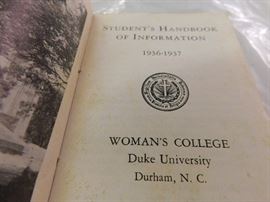 STUDENT'S HANDBOOK
OF INFORMATION
1936-1937
WOMAN'S COLLEGE
Duke University
Durham, N. C.